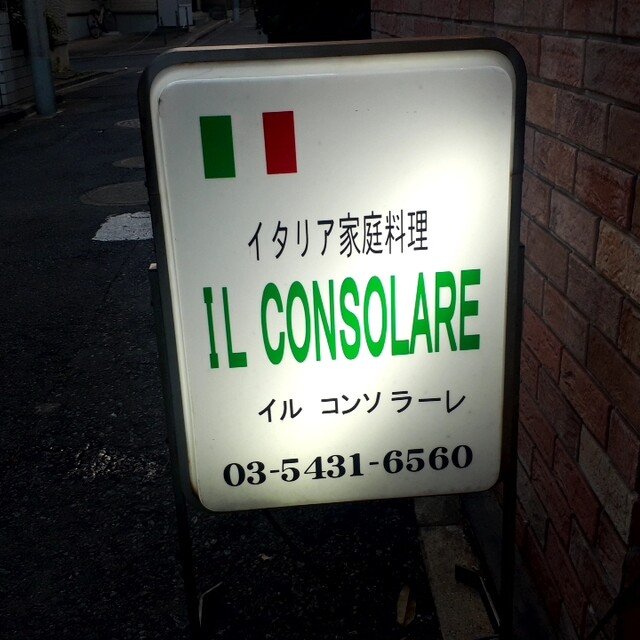 イタリア家庭料理
IL CONSOLARE
イル コンソラーレ
03-5431-6560